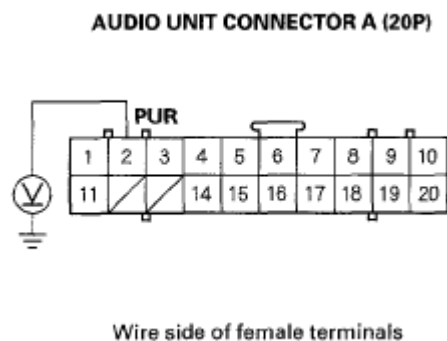 AUDIO UNIT CONNECTOR A (20P)
PUR
1 2 3 4 5 6 7 8 9 10
11 14 15 16 17 18 19 20
V
Wire side of female terminals